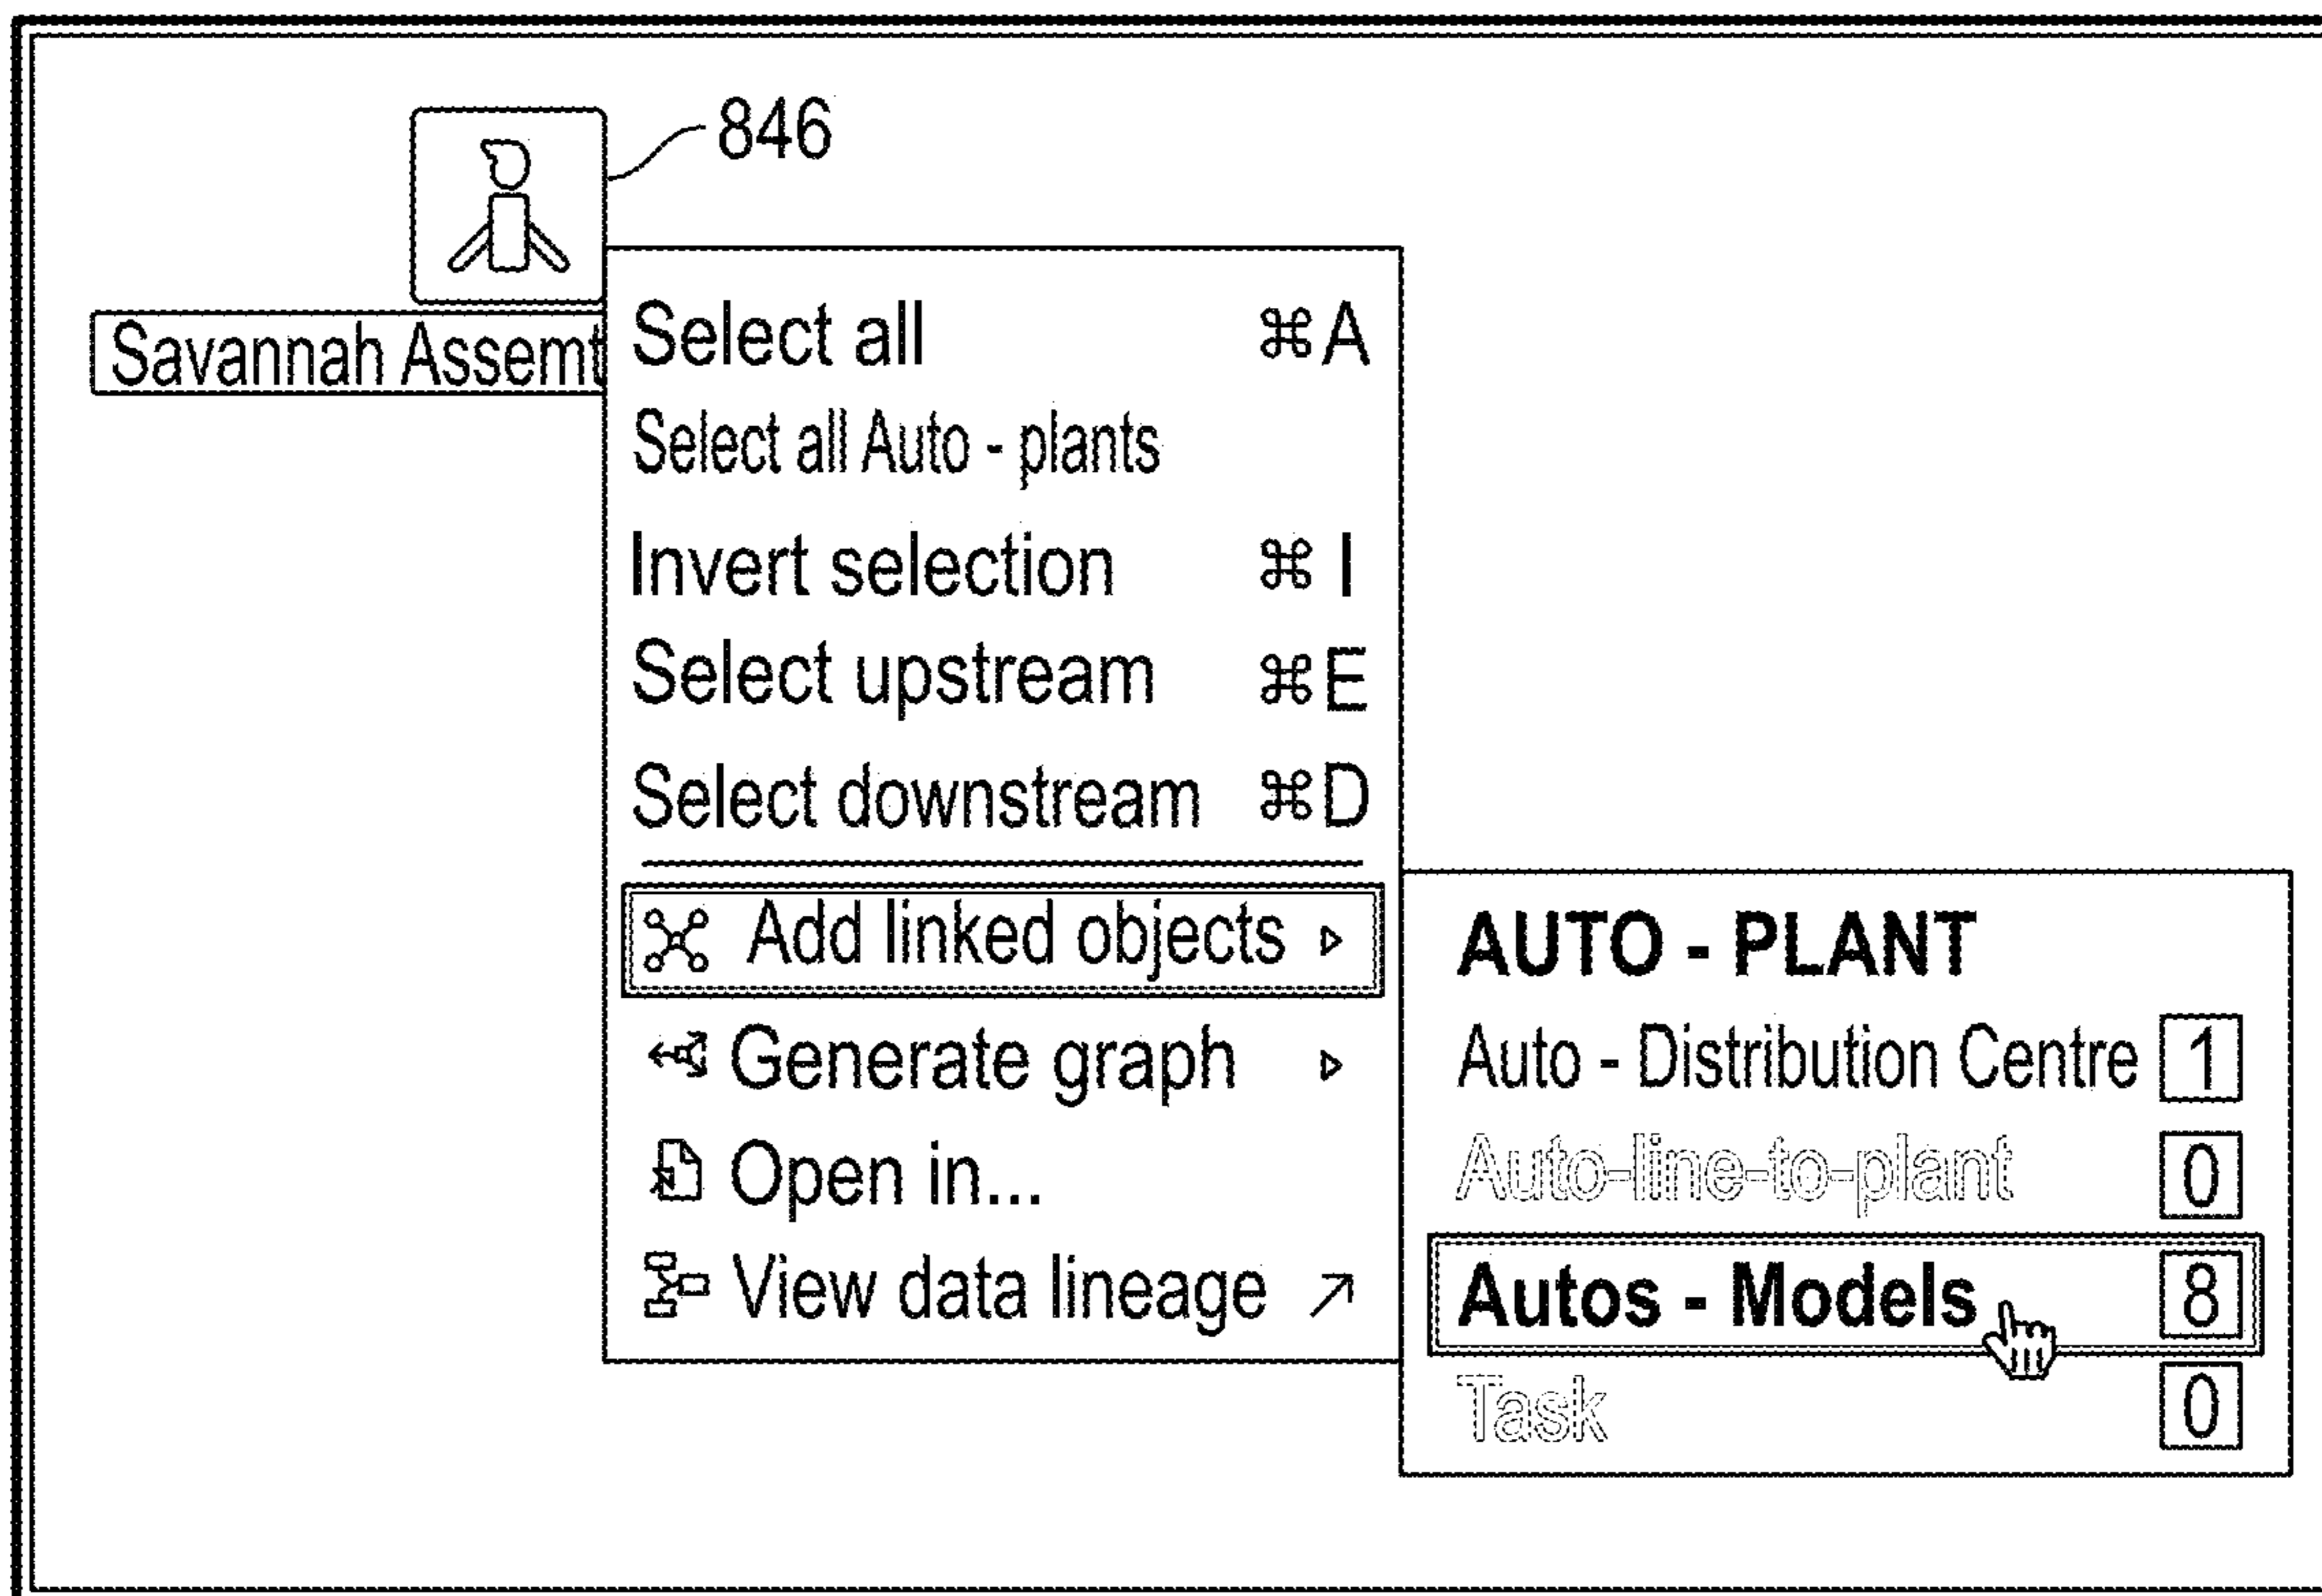 846
Savannah Assemt
Select all ⌘A
Select all Auto - plants
Invert selection ⌘ I
Select upstream ⌘E
Select downstream ⌘D
Add linked objects ▹
Generate graph ▹
Open in...
View data lineage ↗
AUTO - PLANT
Auto - Distribution Centre 1
Auto-line-to-plant 0
Autos - Models 8
Task 0